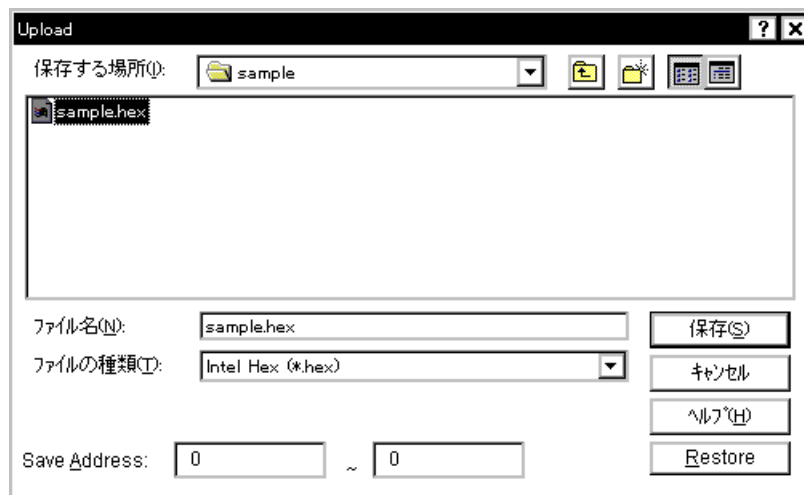 Upload
保存する場所(I):
sample
sample.hex
ファイル名(N):
sample.hex
保存(S)
ファイルの種類(T):
Intel Hex (*.hex)
キャンセル
ヘルプ(H)
Save Address:
0
~
0
Restore